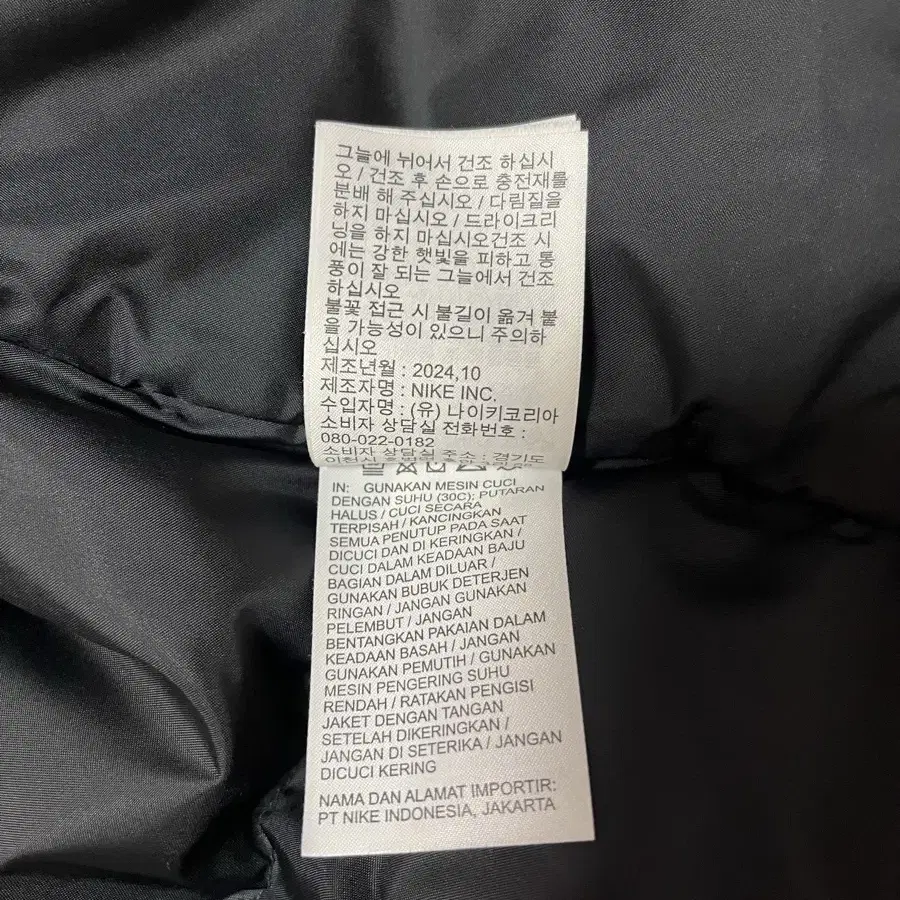 그늘에 뉘어서 건조 하십시
오 / 건조 후 손으로 충전재를
분배 해 주십시오 / 다림질을
하지 마십시오 / 드라이크리
닝을 하지 마십시오건조 시
에는 강한 햇빛을 피하고 통
풍이 잘 되는 그늘에서 건조
하십시오
불꽃 접근 시 불길이 옮겨 붙
을 가능성이 있으니 주의하
십시오
제조년월 : 2024,10
제조자명 : NIKE INC.
수입자명 : (유) 나이키코리아
소비자 상담실 전화번호 :
080-022-0182
소비자 상담실 주소 : 경기도
IN: GUNAKAN MESIN CUCI
DENGAN SUHU (30C); PUTARAN
HALUS / CUCI SECARA
TERPISAH / KANCINGKAN
SEMUA PENUTUP PADA SAAT
DICUCI DAN DI KERINGKAN /
CUCI DALAM KEADAAN BAJU
BAGIAN DALAM DILUAR /
GUNAKAN BUBUK DETERJEN
RINGAN / JANGAN GUNAKAN
PELEMBUT / JANGAN
BENTANGKAN PAKAIAN DALAM
KEADAAN BASAH / JANGAN
GUNAKAN PEMUTIH / GUNAKAN
MESIN PENGERING SUHU
RENDAH / RATAKAN PENGISI
JAKET DENGAN TANGAN
SETELAH DIKERINGKAN /
JANGAN DI SETERIKA / JANGAN
DICUCI KERING
NAMA DAN ALAMAT IMPORTIR:
PT NIKE INDONESIA, JAKARTA